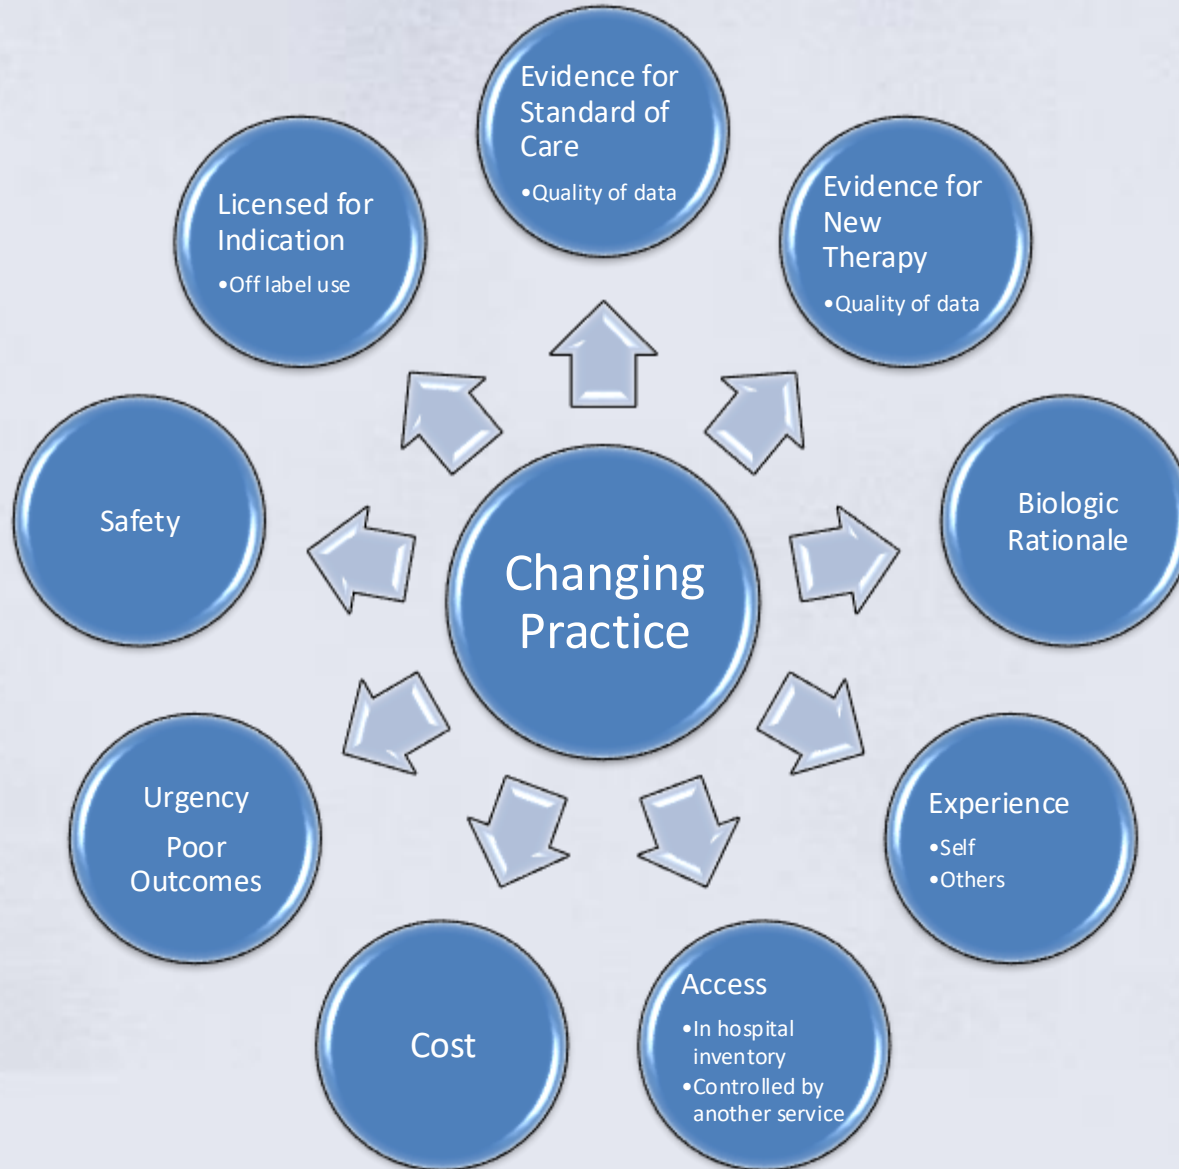 Evidence for
Standard of
Care
•Quality of data
Evidence for
New
Therapy
•Quality of data
Biologic
Rationale
Experience
•Self
•Others
Access
•In hospital
inventory
•Controlled by
another service
Cost
Urgency
Poor
Outcomes
Safety
Licensed for
Indication
•Off label use
Changing
Practice